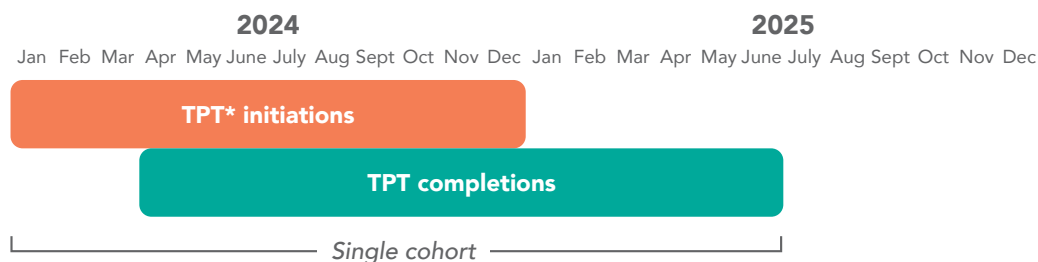 2024 2025
Jan Feb Mar Apr May June July Aug Sept Oct Nov Dec Jan Feb Mar Apr May June July Aug Sept Oct Nov Dec
TPT* initiations
TPT completions
Single cohort